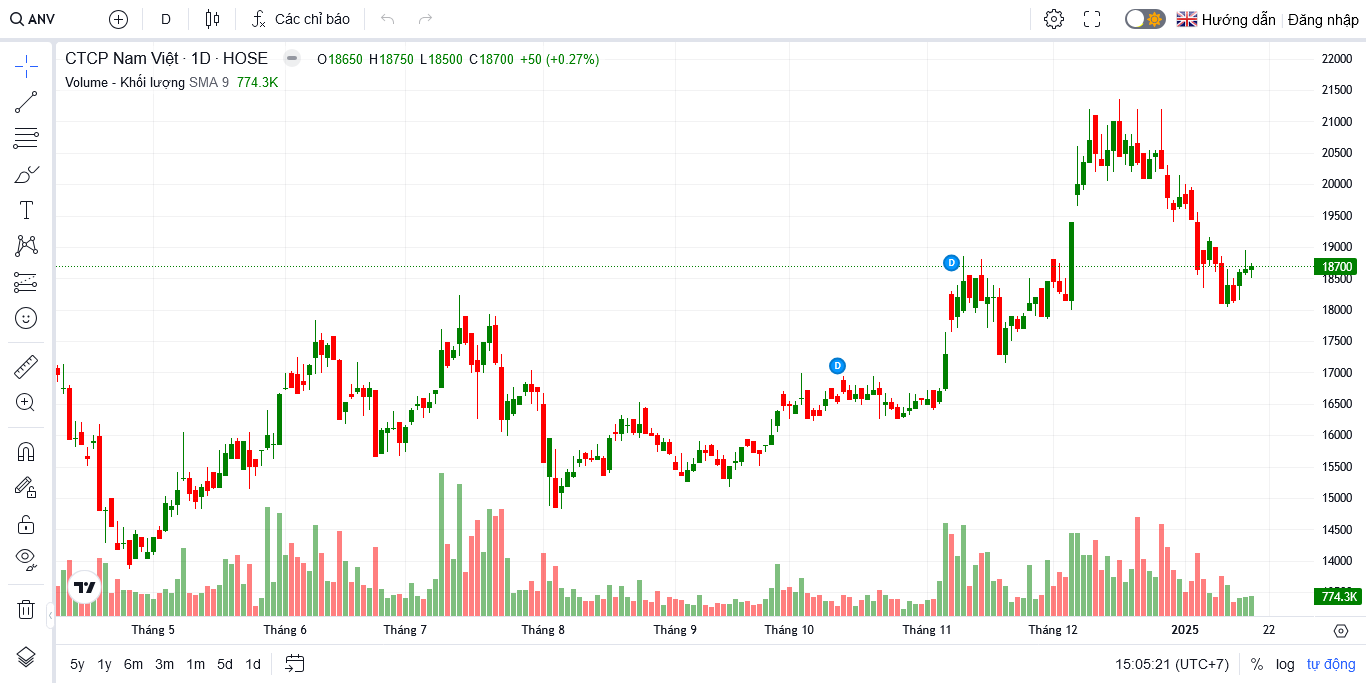 ANV
D
Các chỉ báo
Hướng dẫn
Đăng nhập
CTCP Nam Việt · 1D · HOSE
O18650 H18750 L18500 C18700 +50 (+0.27%)
Volume - Khối lượng SMA 9 774.3K
22000
21500
21000
20500
20000
19500
19000
18700
18500
18000
17500
17000
16500
16000
15500
15000
14500
14000
774.3K
D
D
T
Tháng 5
Tháng 6
Tháng 7
Tháng 8
Tháng 9
Tháng 10
Tháng 11
Tháng 12
2025
22
5y 1y 6m 3m 1m 5d 1d
15:05:21 (UTC+7)
% log tự động